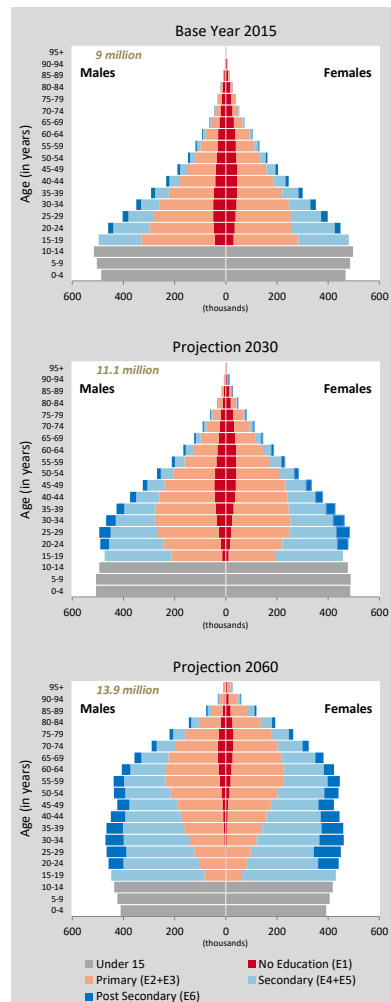 Base Year 2015
9 million
Males Females
Age (in years)
95+
90-94
85-89
80-84
75-79
70-74
65-69
60-64
55-59
50-54
45-49
40-44
35-39
30-34
25-29
20-24
15-19
10-14
5-9
0-4
600 400 200 0 200 400 600
(thousands)
Projection 2030
11.1 million
Males Females
Age (in years)
95+
90-94
85-89
80-84
75-79
70-74
65-69
60-64
55-59
50-54
45-49
40-44
35-39
30-34
25-29
20-24
15-19
10-14
5-9
0-4
600 400 200 0 200 400 600
(thousands)
Projection 2060
13.9 million
Males Females
Age (in years)
95+
90-94
85-89
80-84
75-79
70-74
65-69
60-64
55-59
50-54
45-49
40-44
35-39
30-34
25-29
20-24
15-19
10-14
5-9
0-4
600 400 200 0 200 400 600
(thousands)
Under 15 No Education (E1)
Primary (E2+E3) Secondary (E4+E5)
Post Secondary (E6)